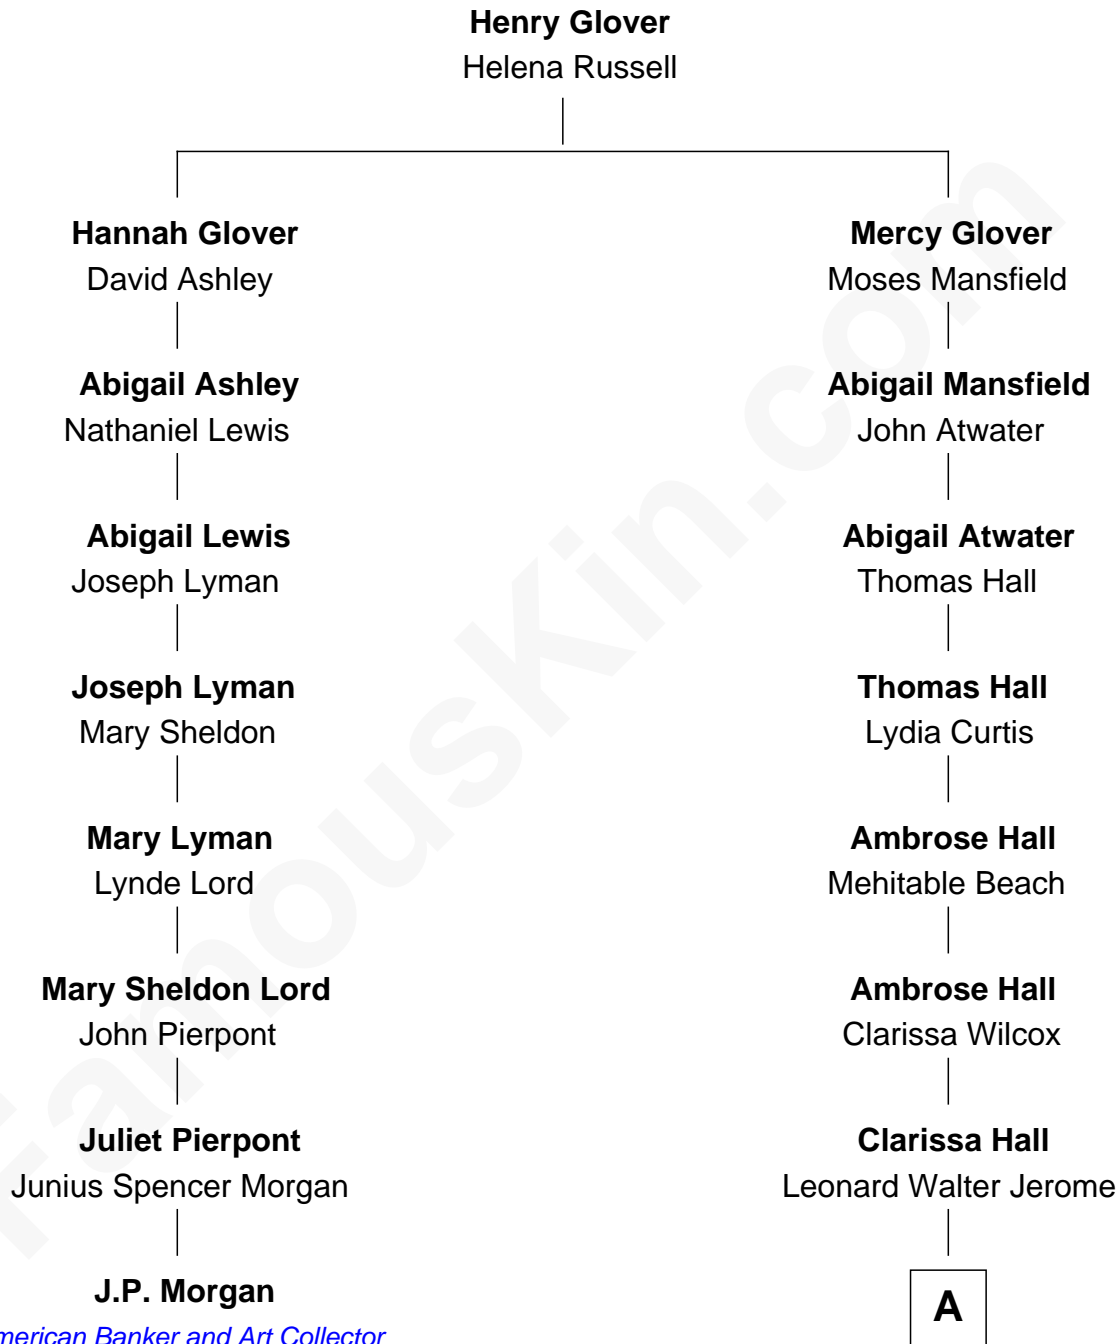 Henry Glover
Helena Russell
Hannah Glover
David Ashley
Mercy Glover
Moses Mansfield
Abigail Ashley
Nathaniel Lewis
Abigail Mansfield
John Atwater
Abigail Lewis
Joseph Lyman
Abigail Atwater
Thomas Hall
Joseph Lyman
Mary Sheldon
Thomas Hall
Lydia Curtis
Mary Lyman
Lynde Lord
Ambrose Hall
Mehitable Beach
Mary Sheldon Lord
John Pierpont
Ambrose Hall
Clarissa Wilcox
Juliet Pierpont
Junius Spencer Morgan
Clarissa Hall
Leonard Walter Jerome
J.P. Morgan
merican Banker and Art Collector
A
FamousKin.com